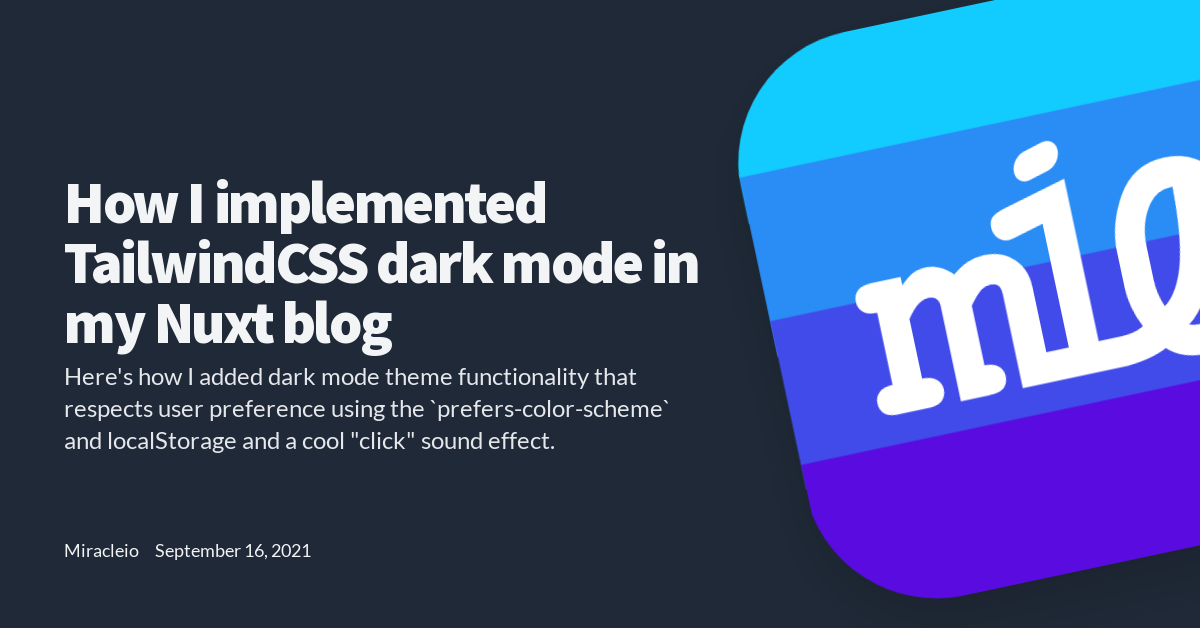 How I implemented
TailwindCSS dark mode in
my Nuxt blog
Here's how I added dark mode theme functionality that
respects user preference using the `prefers-color-scheme`
and localStorage and a cool "click" sound effect.
Miracleio September 16, 2021
mi